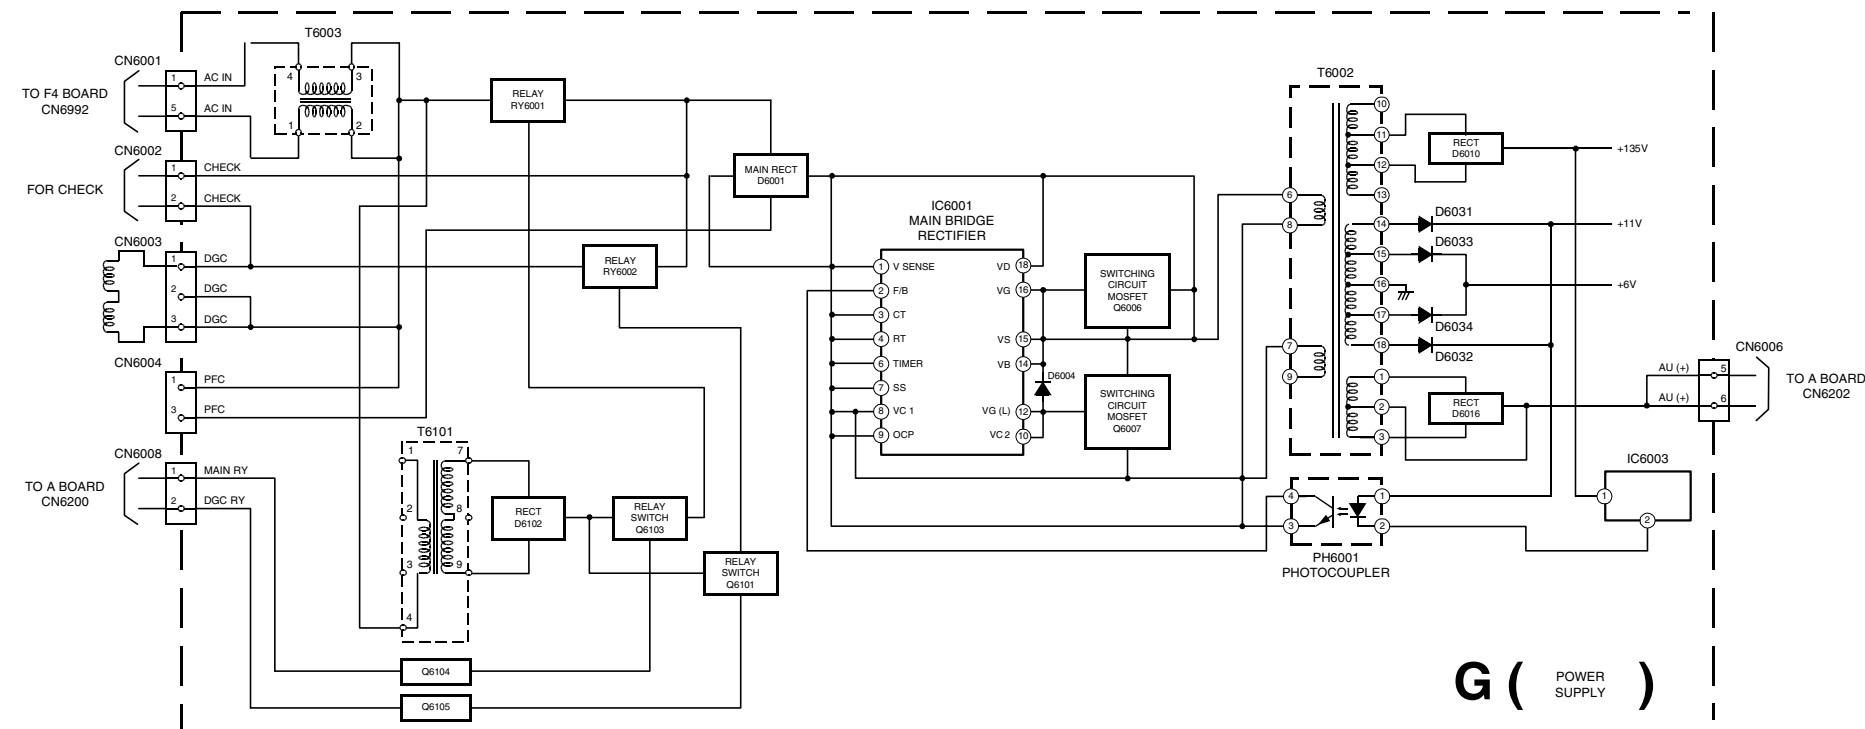 T6003
CN6001
TO F4 BOARD
CN6992
1 AC IN
5 AC IN
4 3
1 2
CN6002
FOR CHECK
1 CHECK
2 CHECK
CN6003
1 DGC
2 DGC
3 DGC
CN6004
1 PFC
3 PFC
CN6008
TO A BOARD
CN6200
1 MAIN RY
2 DGC RY
RELAY
RY6001
RELAY
RY6002
MAIN RECT
D6001
T6101
1 7
2 8
3 9
4
RECT
D6102
RELAY
SWITCH
Q6103
RELAY
SWITCH
Q6101
Q6104
Q6105
IC6001
MAIN BRIDGE
RECTIFIER
1 V SENSE VD 18
2 F/B VG 16
3 CT
4 RT VS 15
6 TIMER VB 14
7 SS
8 VC 1 VG (L) 12
9 OCP VC 2 10
D6004
SWITCHING
CIRCUIT
MOSFET
Q6006
SWITCHING
CIRCUIT
MOSFET
Q6007
T6002
6
8
7
9
10
11
12
13
14
15
16
17
18
1
2
3
RECT
D6010
+135V
D6031
+11V
D6033
+6V
D6034
D6032
RECT
D6016
CN6006
AU (+) 5
AU (+) 6
TO A BOARD
CN6202
IC6003
1
2
4 1
3 2
PH6001
PHOTOCOUPLER
G ( POWER
SUPPLY )